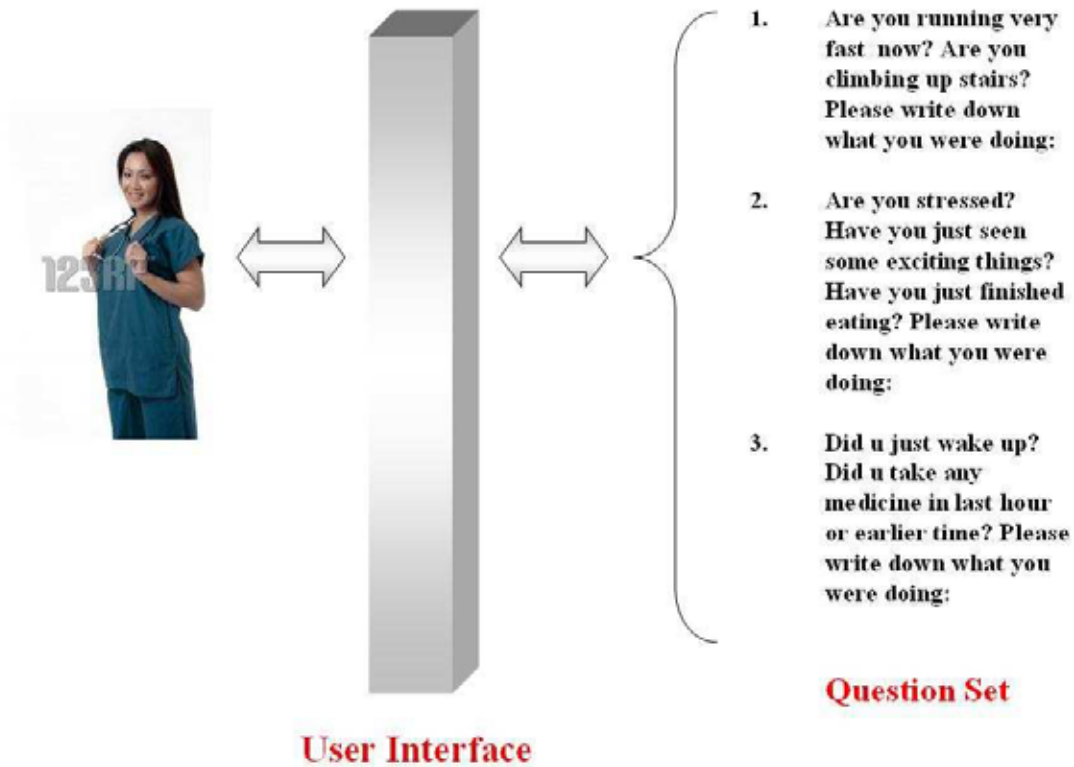 1. Are you running very
fast now? Are you
climbing up stairs?
Please write down
what you were doing:
2. Are you stressed?
Have you just seen
some exciting things?
Have you just finished
eating? Please write
down what you were
doing:
3. Did u just wake up?
Did u take any
medicine in last hour
or earlier time? Please
write down what you
were doing:
Question Set
User Interface